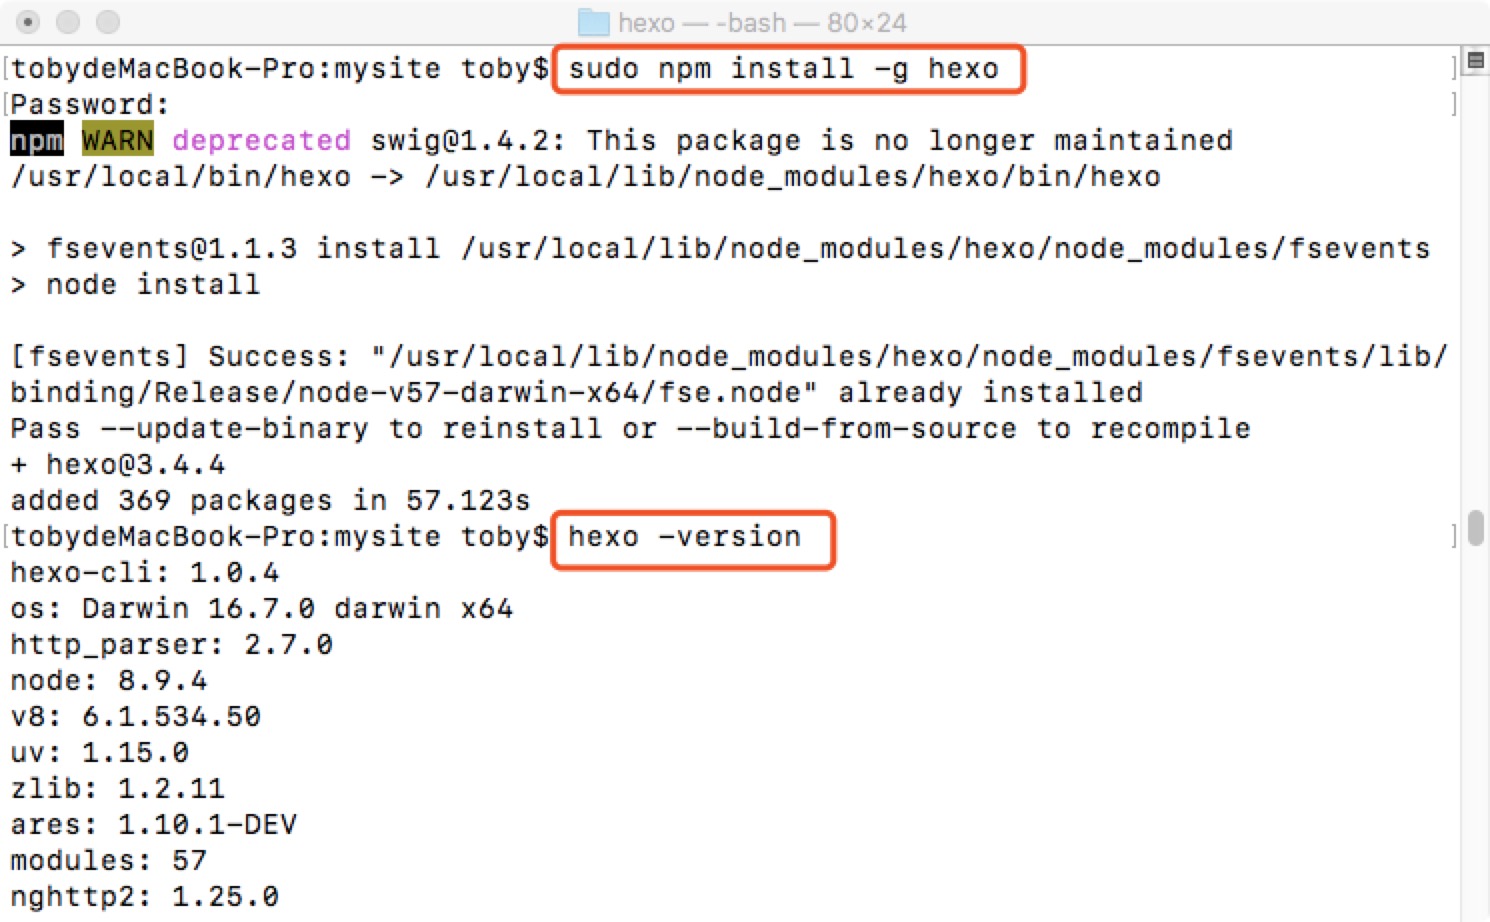 hexo — -bash — 80×24
[tobydeMacBook-Pro:mysite toby$ sudo npm install -g hexo ]
[Password: ]
npm WARN deprecated swig@1.4.2: This package is no longer maintained
/usr/local/bin/hexo -> /usr/local/lib/node_modules/hexo/bin/hexo
> fsevents@1.1.3 install /usr/local/lib/node_modules/hexo/node_modules/fsevents
> node install
[fsevents] Success: "/usr/local/lib/node_modules/hexo/node_modules/fsevents/lib/
binding/Release/node-v57-darwin-x64/fse.node" already installed
Pass --update-binary to reinstall or --build-from-source to recompile
+ hexo@3.4.4
added 369 packages in 57.123s
[tobydeMacBook-Pro:mysite toby$ hexo -version ]
hexo-cli: 1.0.4
os: Darwin 16.7.0 darwin x64
http_parser: 2.7.0
node: 8.9.4
v8: 6.1.534.50
uv: 1.15.0
zlib: 1.2.11
ares: 1.10.1-DEV
modules: 57
nghttp2: 1.25.0